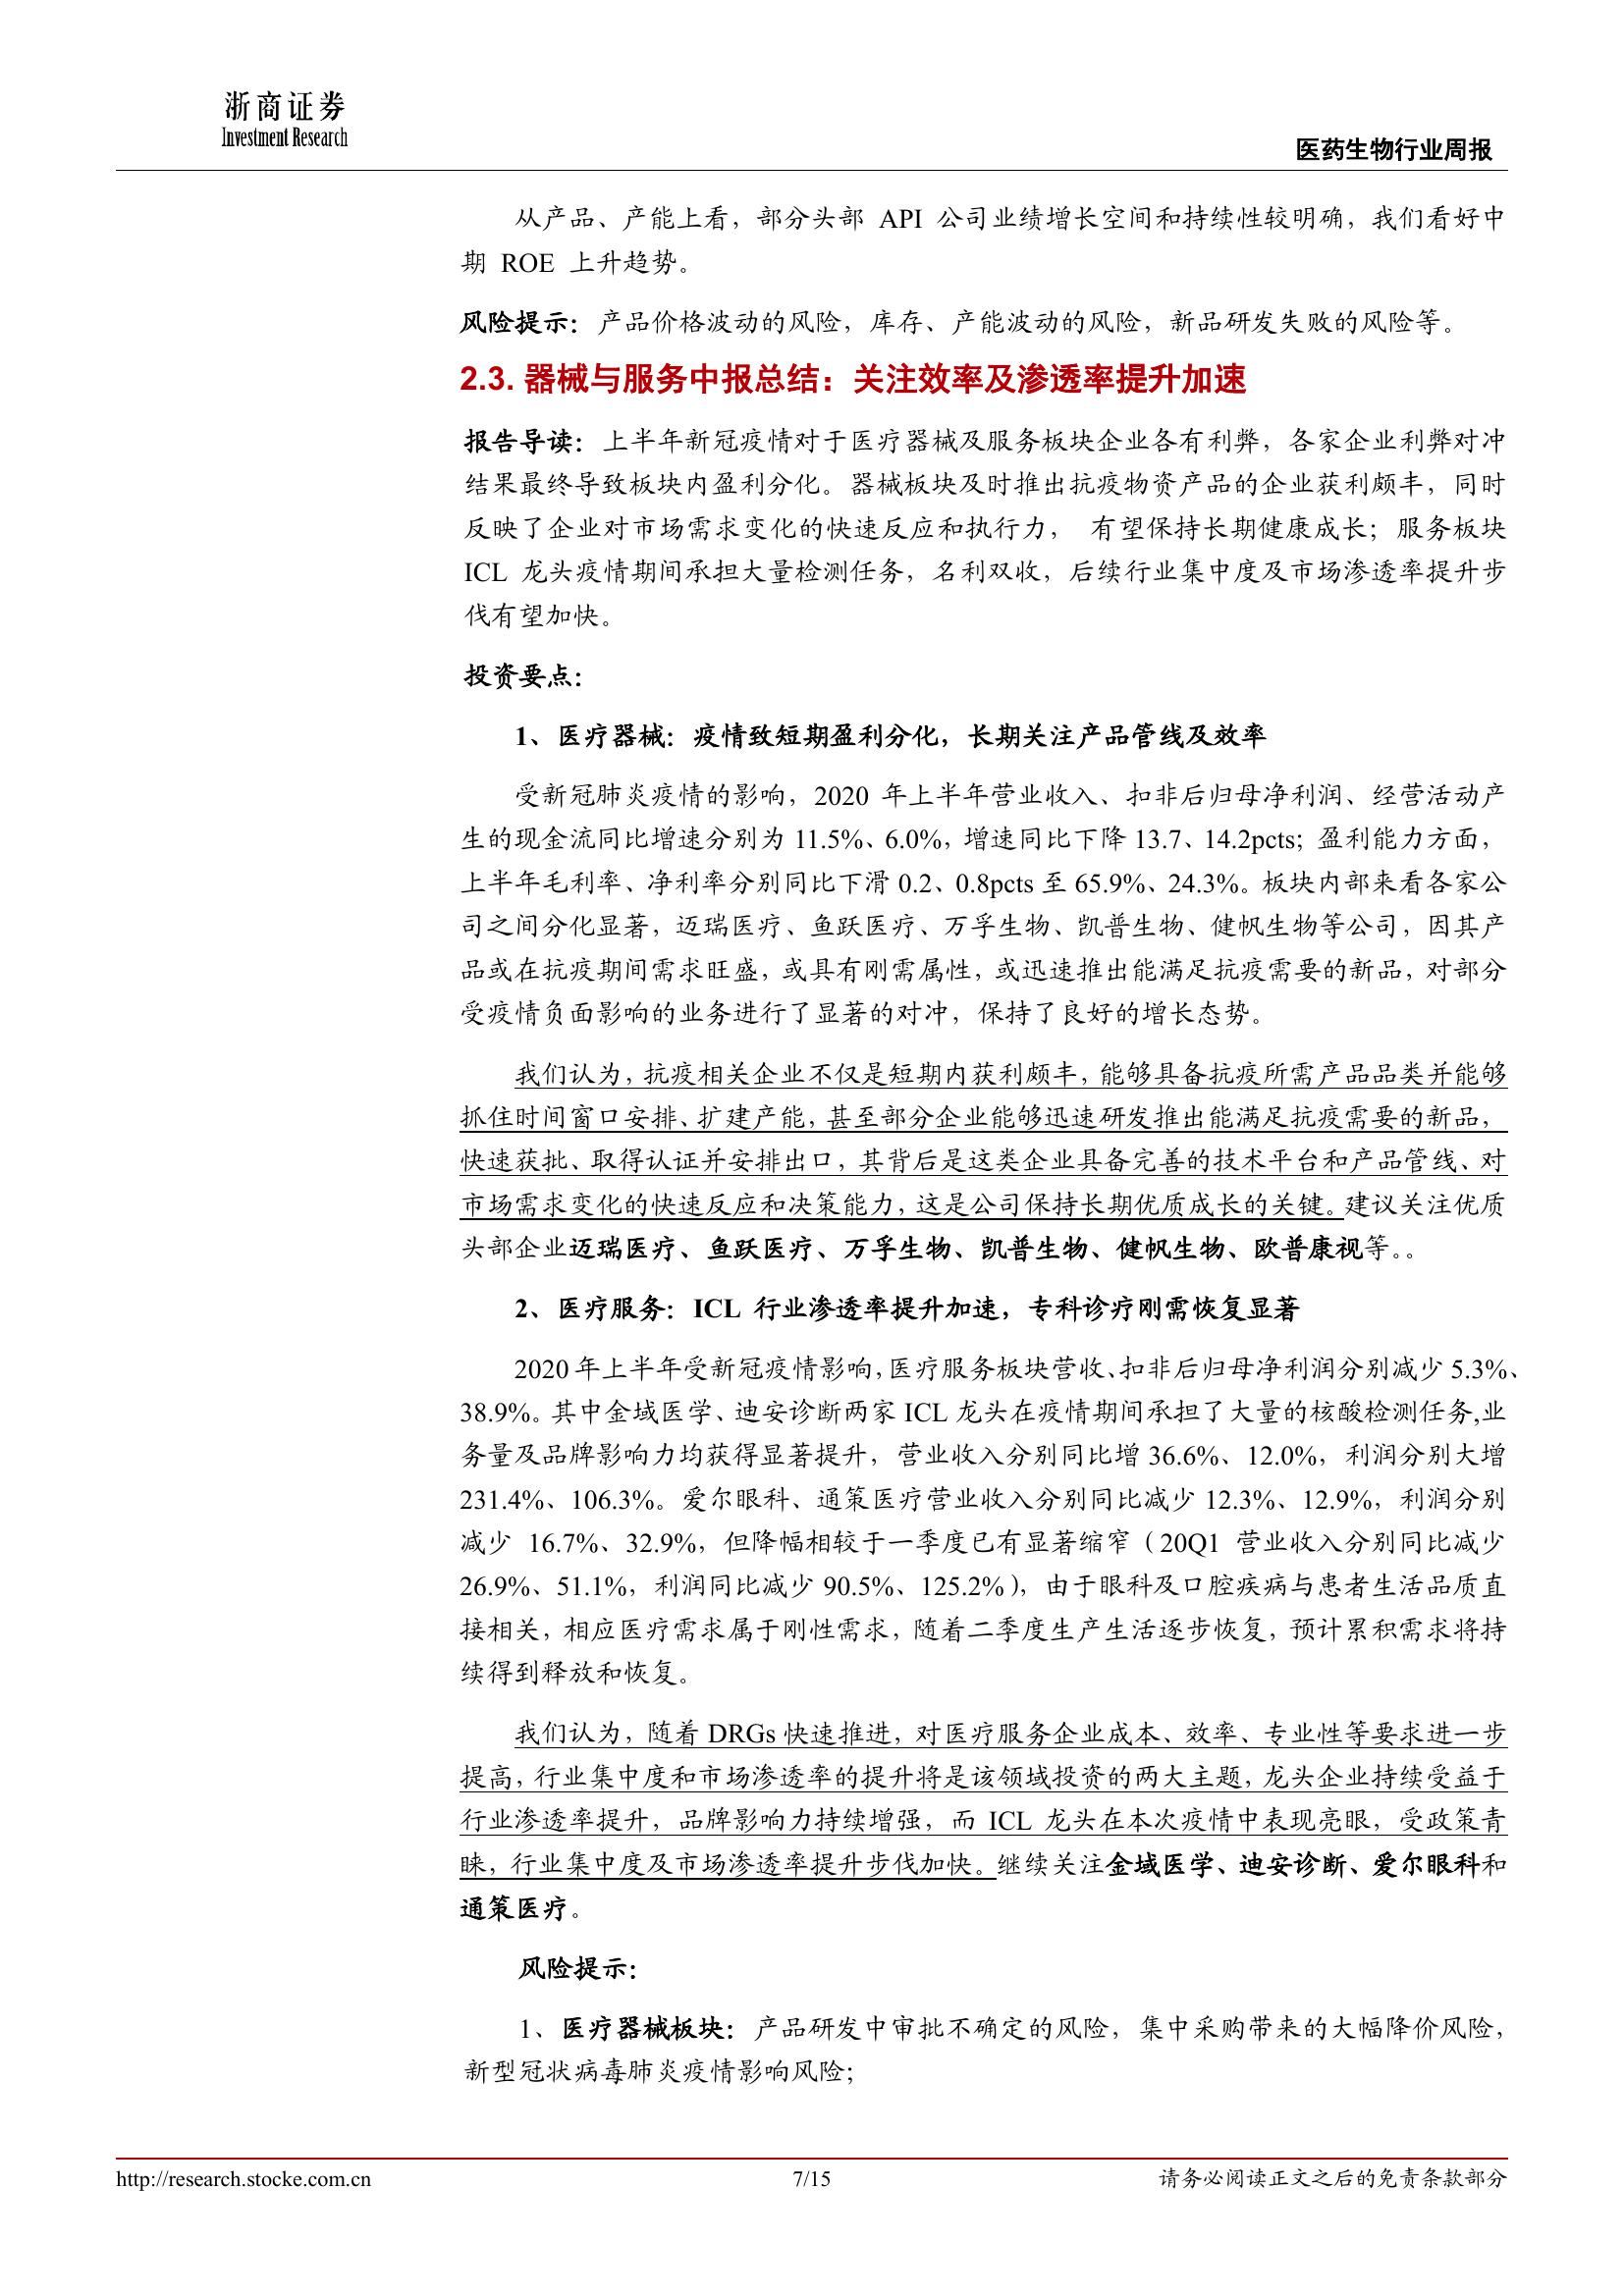 浙商证券
Investment Research
医药生物行业周报
从产品、产能上看，部分头部 API 公司业绩增长空间和持续性较明确，我们看好中
期 ROE 上升趋势。
风险提示：产品价格波动的风险，库存、产能波动的风险，新品研发失败的风险等。
2.3. 器械与服务中报总结：关注效率及渗透率提升加速
报告导读：上半年新冠疫情对于医疗器械及服务板块企业各有利弊，各家企业利弊对冲
结果最终导致板块内盈利分化。器械板块及时推出抗疫物资产品的企业获利颇丰，同时
反映了企业对市场需求变化的快速反应和执行力， 有望保持长期健康成长；服务板块
ICL 龙头疫情期间承担大量检测任务，名利双收，后续行业集中度及市场渗透率提升步
伐有望加快。
投资要点：
1、医疗器械：疫情致短期盈利分化，长期关注产品管线及效率
受新冠肺炎疫情的影响，2020 年上半年营业收入、扣非后归母净利润、经营活动产
生的现金流同比增速分别为 11.5%、6.0%，增速同比下降 13.7、14.2pcts；盈利能力方面，
上半年毛利率、净利率分别同比下滑 0.2、0.8pcts 至 65.9%、24.3%。板块内部来看各家公
司之间分化显著，迈瑞医疗、鱼跃医疗、万孚生物、凯普生物、健帆生物等公司，因其产
品或在抗疫期间需求旺盛，或具有刚需属性，或迅速推出能满足抗疫需要的新品，对部分
受疫情负面影响的业务进行了显著的对冲，保持了良好的增长态势。
我们认为，抗疫相关企业不仅是短期内获利颇丰，能够具备抗疫所需产品品类并能够
抓住时间窗口安排、扩建产能，甚至部分企业能够迅速研发推出能满足抗疫需要的新品，
快速获批、取得认证并安排出口，其背后是这类企业具备完善的技术平台和产品管线、对
市场需求变化的快速反应和决策能力，这是公司保持长期优质成长的关键。建议关注优质
头部企业迈瑞医疗、鱼跃医疗、万孚生物、凯普生物、健帆生物、欧普康视等。。
2、医疗服务：ICL 行业渗透率提升加速，专科诊疗刚需恢复显著
2020 年上半年受新冠疫情影响，医疗服务板块营收、扣非后归母净利润分别减少 5.3%、
38.9%。其中金域医学、迪安诊断两家 ICL 龙头在疫情期间承担了大量的核酸检测任务,业
务量及品牌影响力均获得显著提升，营业收入分别同比增 36.6%、12.0%，利润分别大增
231.4%、106.3%。爱尔眼科、通策医疗营业收入分别同比减少 12.3%、12.9%，利润分别
减少 16.7%、32.9%，但降幅相较于一季度已有显著缩窄（20Q1 营业收入分别同比减少
26.9%、51.1%，利润同比减少 90.5%、125.2%），由于眼科及口腔疾病与患者生活品质直
接相关，相应医疗需求属于刚性需求，随着二季度生产生活逐步恢复，预计累积需求将持
续得到释放和恢复。
我们认为，随着 DRGs 快速推进，对医疗服务企业成本、效率、专业性等要求进一步
提高，行业集中度和市场渗透率的提升将是该领域投资的两大主题，龙头企业持续受益于
行业渗透率提升，品牌影响力持续增强，而 ICL 龙头在本次疫情中表现亮眼，受政策青
睐，行业集中度及市场渗透率提升步伐加快。继续关注金域医学、迪安诊断、爱尔眼科和
通策医疗。
风险提示：
1、医疗器械板块：产品研发中审批不确定的风险，集中采购带来的大幅降价风险，
新型冠状病毒肺炎疫情影响风险；
http://research.stocke.com.cn
7/15
请务必阅读正文之后的免责条款部分